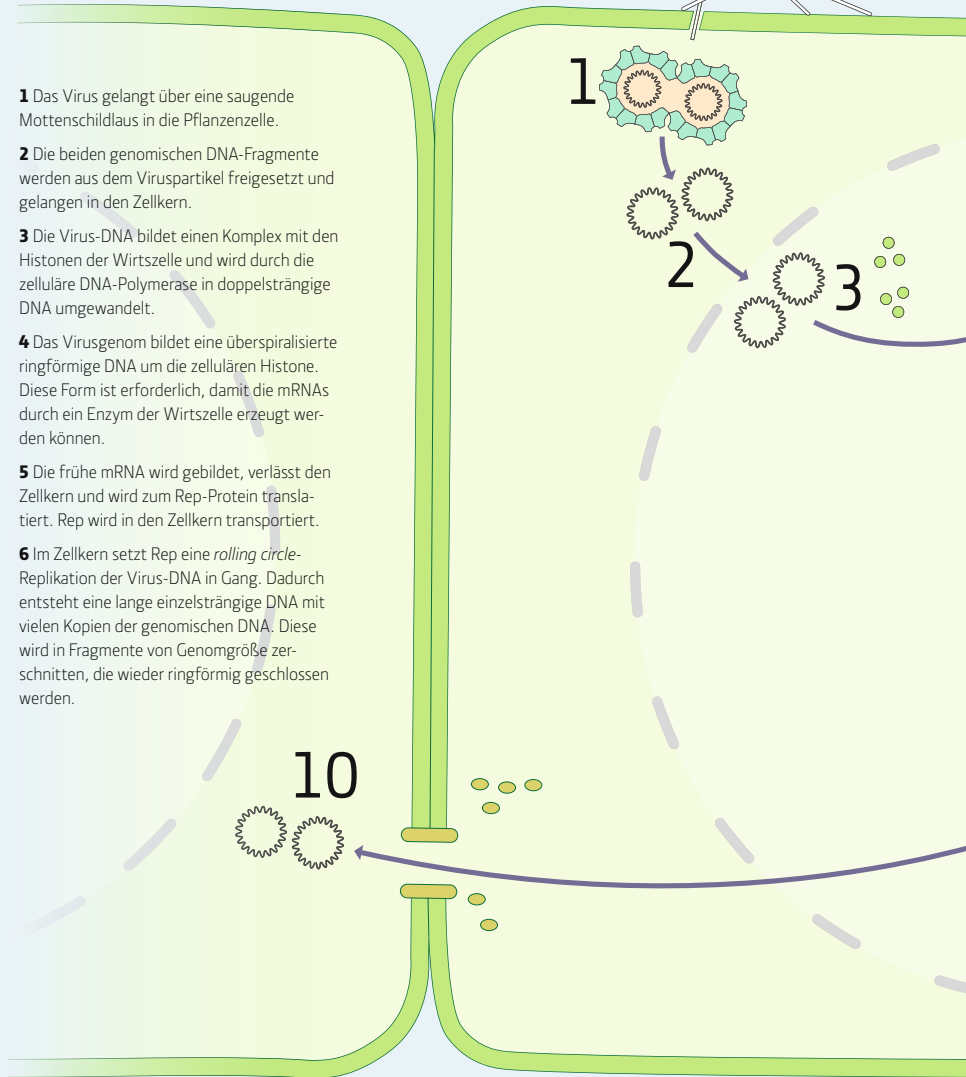 1 Das Virus gelangt über eine saugende
Mottenschildlaus in die Pflanzenzelle.
2 Die beiden genomischen DNA-Fragmente
werden aus dem Viruspartikel freigesetzt und
gelangen in den Zellkern.
3 Die Virus-DNA bildet einen Komplex mit den
Histonen der Wirtszelle und wird durch die
zelluläre DNA-Polymerase in doppelsträngige
DNA umgewandelt.
4 Das Virusgenom bildet eine überspiralisierte
ringförmige DNA um die zellulären Histone.
Diese Form ist erforderlich, damit die mRNAs
durch ein Enzym der Wirtszelle erzeugt wer-
den können.
5 Die frühe mRNA wird gebildet, verlässt den
Zellkern und wird zum Rep-Protein transla-
tiert. Rep wird in den Zellkern transportiert.
6 Im Zellkern setzt Rep eine rolling circle-
Replikation der Virus-DNA in Gang. Dadurch
entsteht eine lange einzelsträngige DNA mit
vielen Kopien der genomischen DNA. Diese
wird in Fragmente von Genomgröße zer-
schnitten, die wieder ringförmig geschlossen
werden.
1
2
3
10